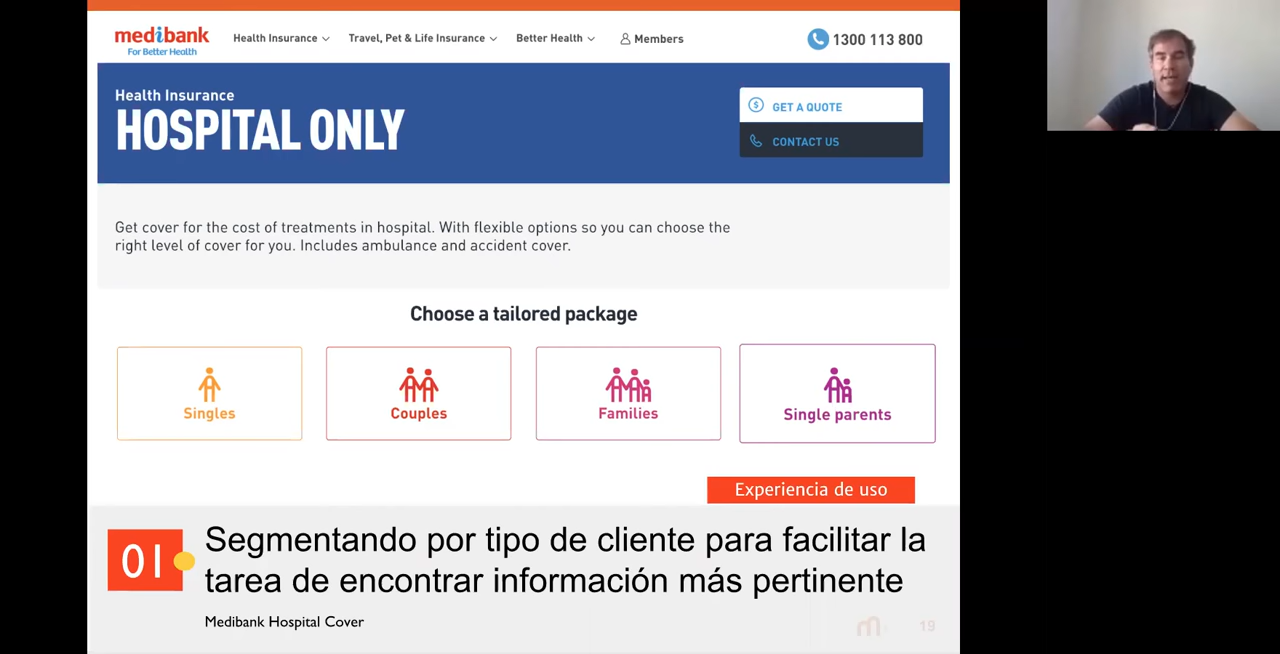 medibank
For Better Health
Health Insurance
Travel, Pet & Life Insurance
Better Health
Members
1300 113 800
Health Insurance
HOSPITAL ONLY
GET A QUOTE
CONTACT US
Get cover for the cost of treatments in hospital. With flexible options so you can choose the
right level of cover for you. Includes ambulance and accident cover.
Choose a tailored package
Singles
Couples
Families
Single parents
Experiencia de uso
01
Segmentando por tipo de cliente para facilitar la
tarea de encontrar información más pertinente
Medibank Hospital Cover
m
19